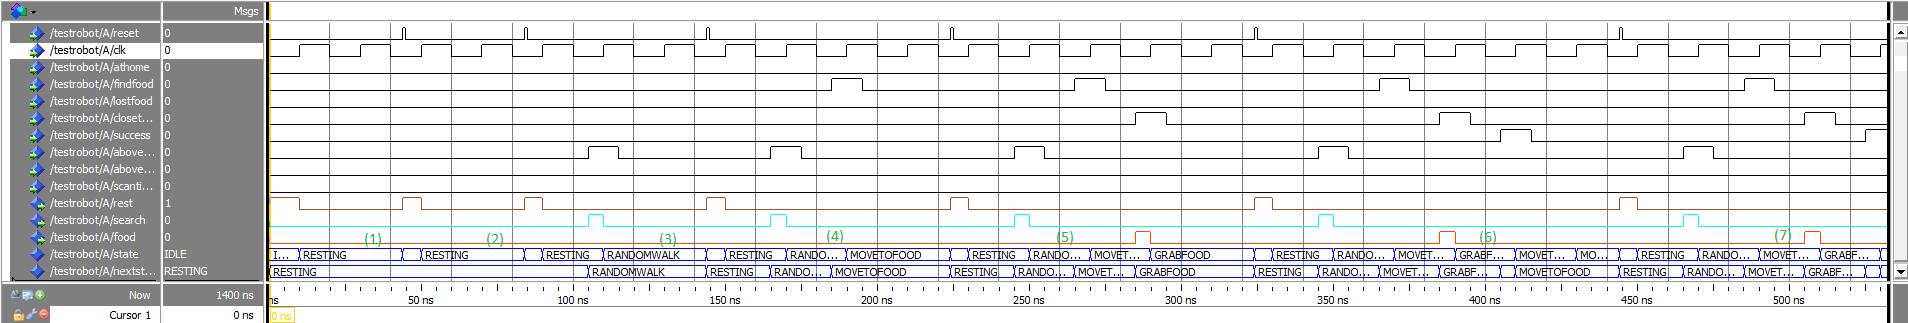 Msgs
/testrobot/A/reset 0
/testrobot/A/clk 0
/testrobot/A/athome 0
/testrobot/A/findfood 0
/testrobot/A/lostfood 0
/testrobot/A/closet... 0
/testrobot/A/success 0
/testrobot/A/above... 0
/testrobot/A/above... 0
/testrobot/A/scanti... 0
/testrobot/A/rest 1
/testrobot/A/search 0
/testrobot/A/food 0 (1) (2) (3) (4) (5) (6) (7)
/testrobot/A/state IDLE I... RESTING RESTING RESTING RANDOMWALK RESTING RANDO... MOVETOFOOD RESTING RANDO... MOVET... GRABFOOD RESTING RANDO... MOVET... GRABF... MOVET... MO... RESTING RANDO... MOVET... GRABF...
/testrobot/A/nextst... RESTING RESTING RANDOMWALK RESTING RANDO... MOVETOFOOD RESTING RANDO... MOVET... GRABFOOD RESTING RANDO... MOVET... GRABF... MOVETOFOOD RESTING RANDO... MOVET... GRABF...
Now 1400 ns ns 50 ns 100 ns 150 ns 200 ns 250 ns 300 ns 350 ns 400 ns 450 ns 500 ns
Cursor 1 0 ns 0 ns